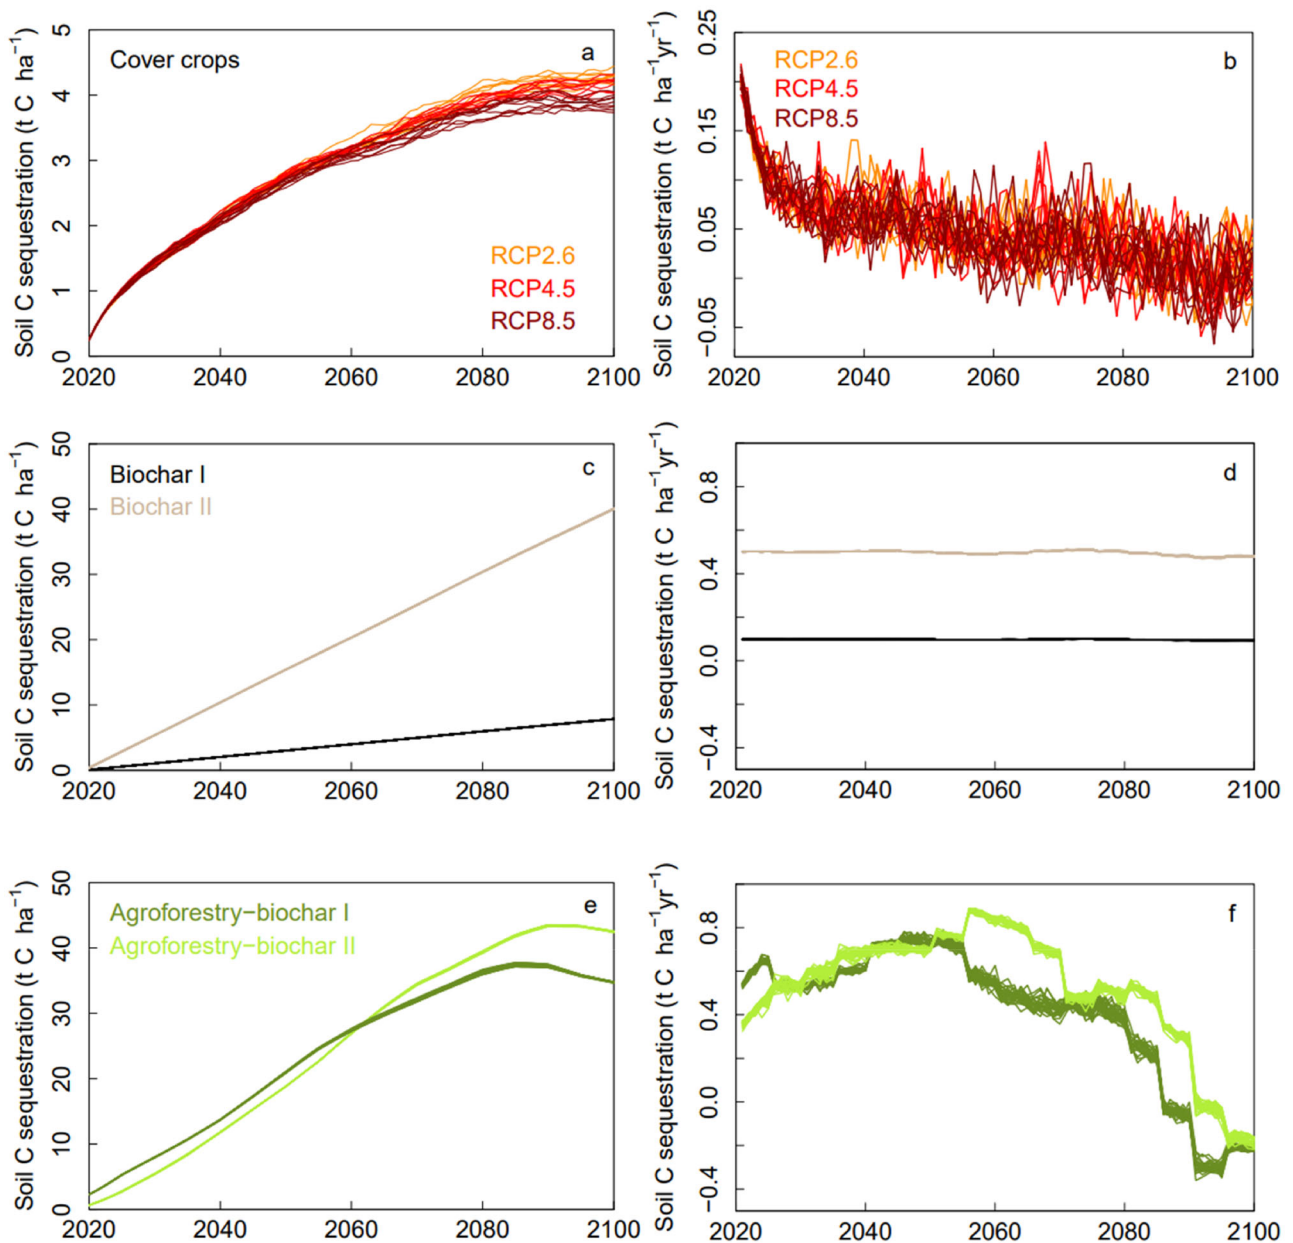 Soil C sequestration (t C ha⁻¹)
5
4
3
2
1
0
Cover crops
a
RCP2.6
RCP4.5
RCP8.5
2020 2040 2060 2080 2100
Soil C sequestration (t C ha⁻¹yr⁻¹)
0.25
0.15
0.05
−0.05
RCP2.6
RCP4.5
RCP8.5
b
2020 2040 2060 2080 2100
Soil C sequestration (t C ha⁻¹)
50
40
30
20
10
0
Biochar I
Biochar II
c
2020 2040 2060 2080 2100
Soil C sequestration (t C ha⁻¹yr⁻¹)
0.8
0.4
0.0
−0.4
d
2020 2040 2060 2080 2100
Soil C sequestration (t C ha⁻¹)
50
40
30
20
10
0
Agroforestry−biochar I
Agroforestry−biochar II
e
2020 2040 2060 2080 2100
Soil C sequestration (t C ha⁻¹yr⁻¹)
0.8
0.4
0.0
−0.4
f
2020 2040 2060 2080 2100